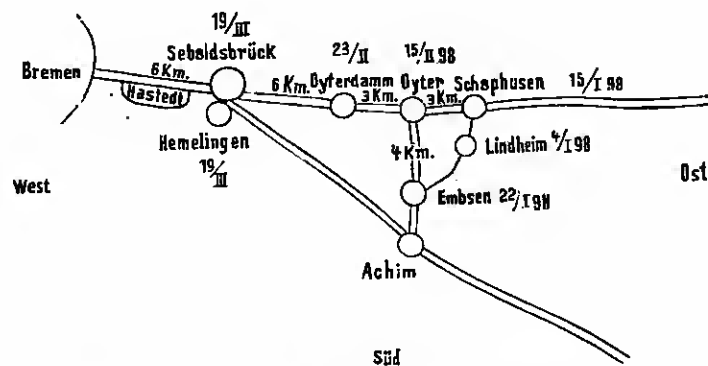 19/III
Sebaldsbrück
23/II
15/II 98
Bremen
6 Km.
6 Km.
Oyterdamm
Oyter
Schaphusen
15/I 98
Hastedt
3 Km.
3 Km.
Hemelingen
19/III
4 Km.
Lindheim 4/I 98
West
Ost
Embsen 22/I 98
Achim
Süd